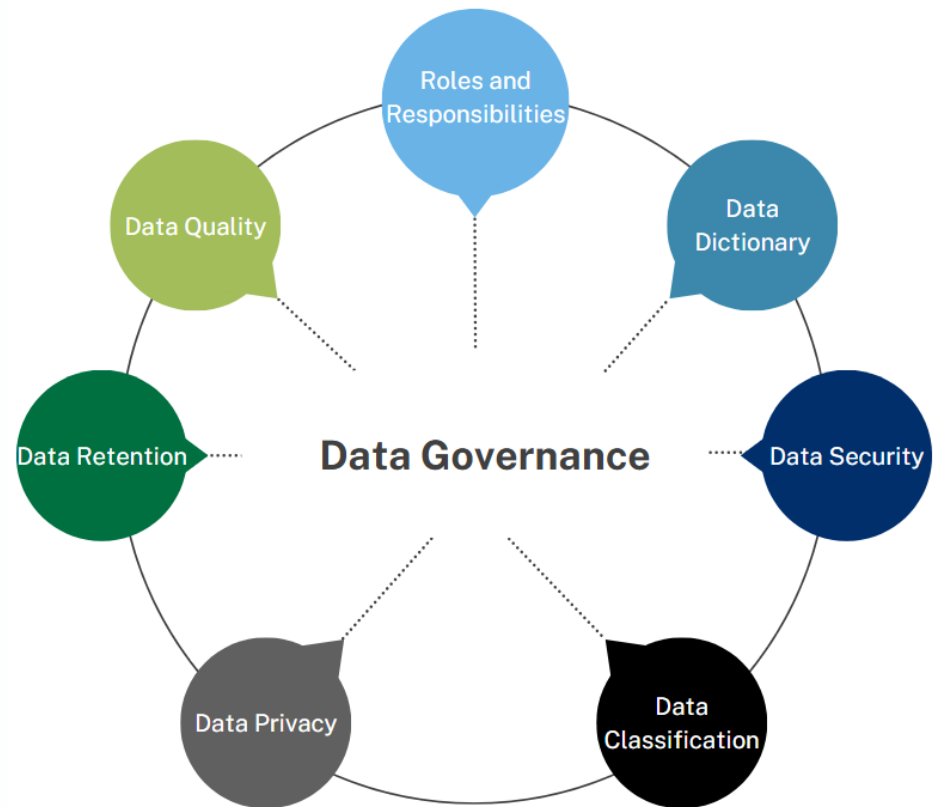 Roles and
Responsibilities
Data
Dictionary
Data Quality
Data Retention
Data Governance
Data Security
Data Privacy
Data
Classification